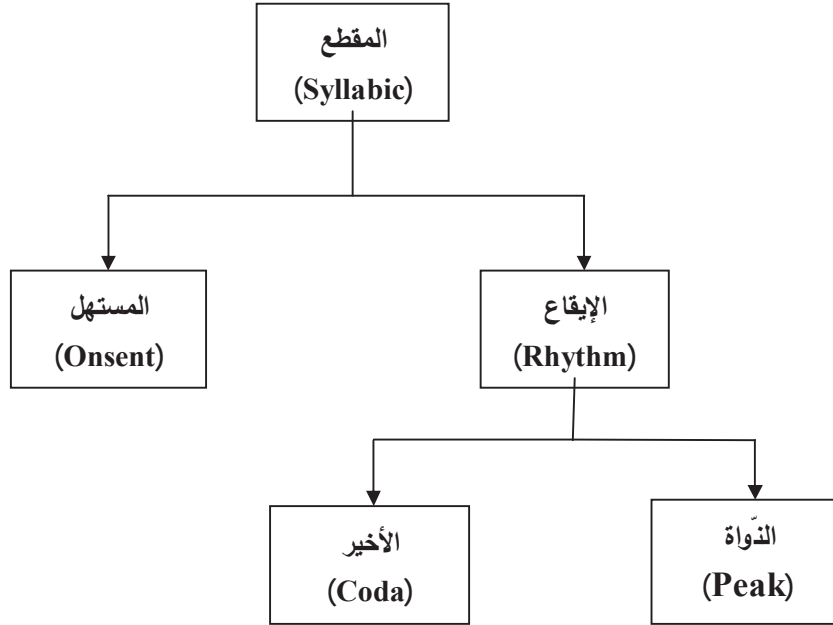 المقطع
(Syllabic)
المستهل
(Onsent)
الإيقاع
(Rhythm)
الأخير
(Coda)
النّواة
(Peak)